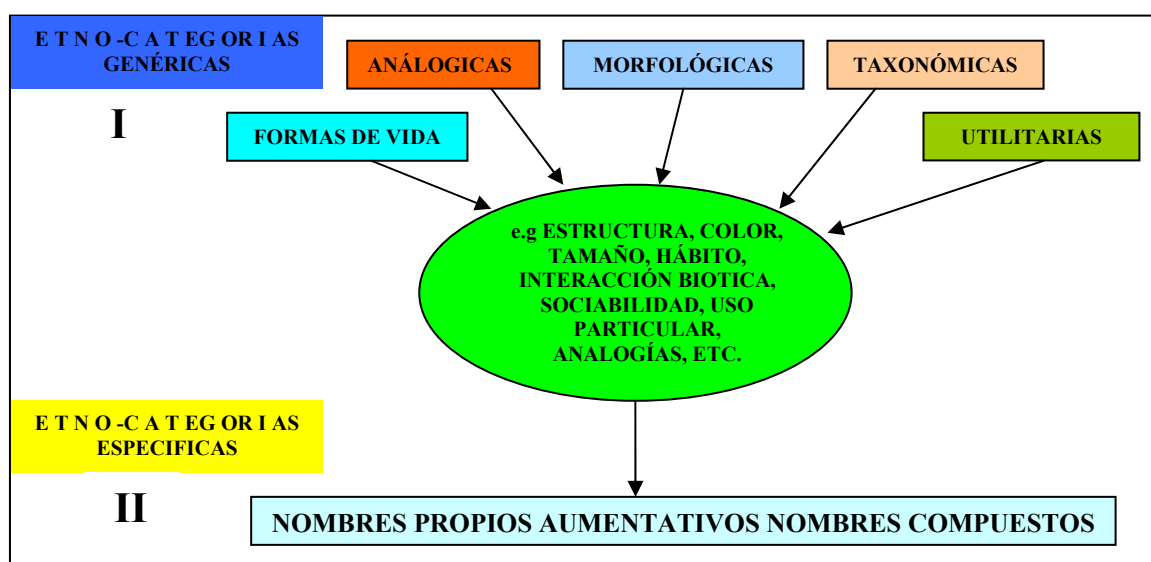 E T N O -C A T EG OR I AS
GENÉRICAS
I
ANÁLOGICAS
MORFOLÓGICAS
TAXONÓMICAS
FORMAS DE VIDA
UTILITARIAS
e.g ESTRUCTURA, COLOR,
TAMAÑO, HÁBITO,
INTERACCIÓN BIOTICA,
SOCIABILIDAD, USO
PARTICULAR,
ANALOGÍAS, ETC.
E T N O -C A T EG OR I AS
ESPECIFICAS
II
NOMBRES PROPIOS AUMENTATIVOS NOMBRES COMPUESTOS